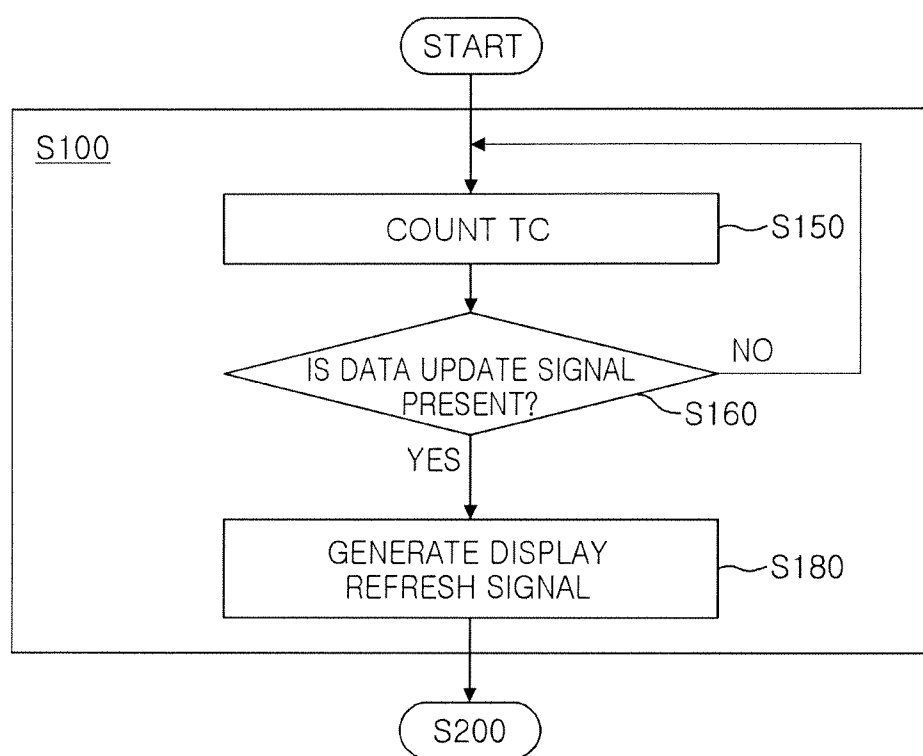 START
S100
COUNT TC
S150
IS DATA UPDATE SIGNAL
PRESENT?
NO
S160
YES
GENERATE DISPLAY
REFRESH SIGNAL
S180
S200